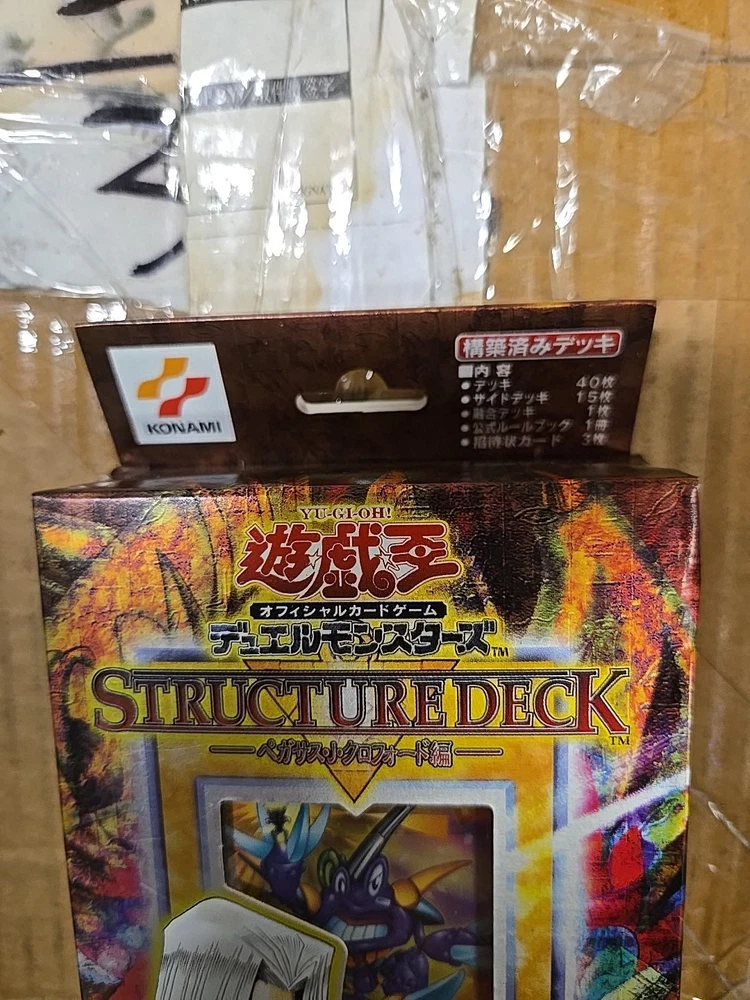 KONAMI
構築済みデッキ
■内 容
●デッキ 40枚
●サイドデッキ 15枚
●融合デッキ 1枚
●公式ルールブック 1冊
●招待状カード 3枚
YU-GI-OH!
遊戯王
オフィシャルカードゲーム
デュエルモンスターズ™
STRUCTURE DECK™
ペガサス・J・クロフォード編